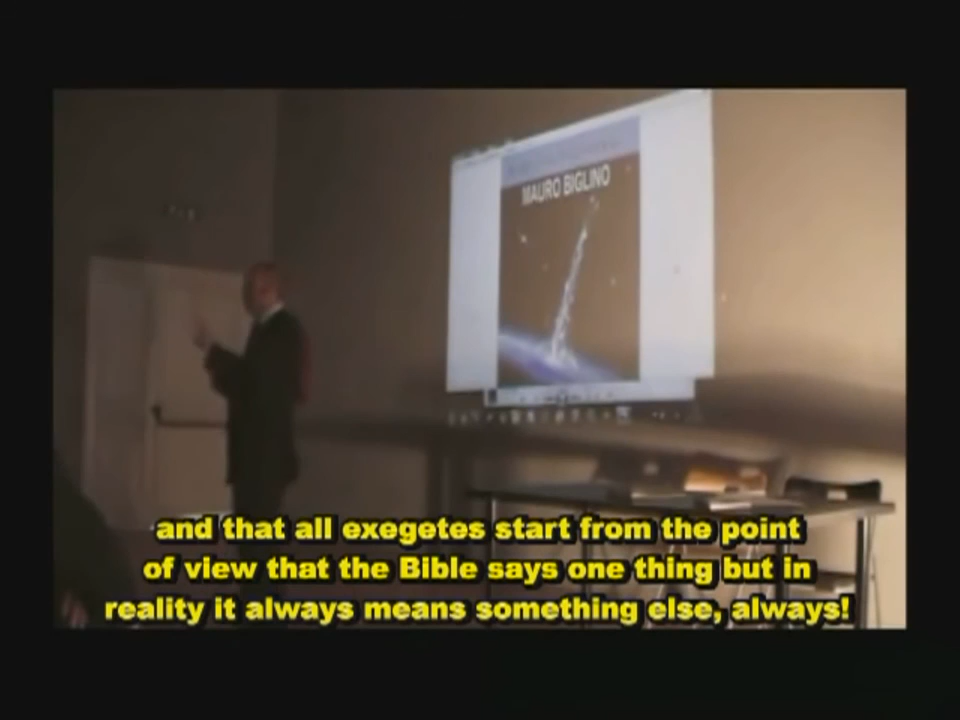 MAURO BIGLINO
and that all exegetes start from the point
of view that the Bible says one thing but in
reality it always means something else, always!